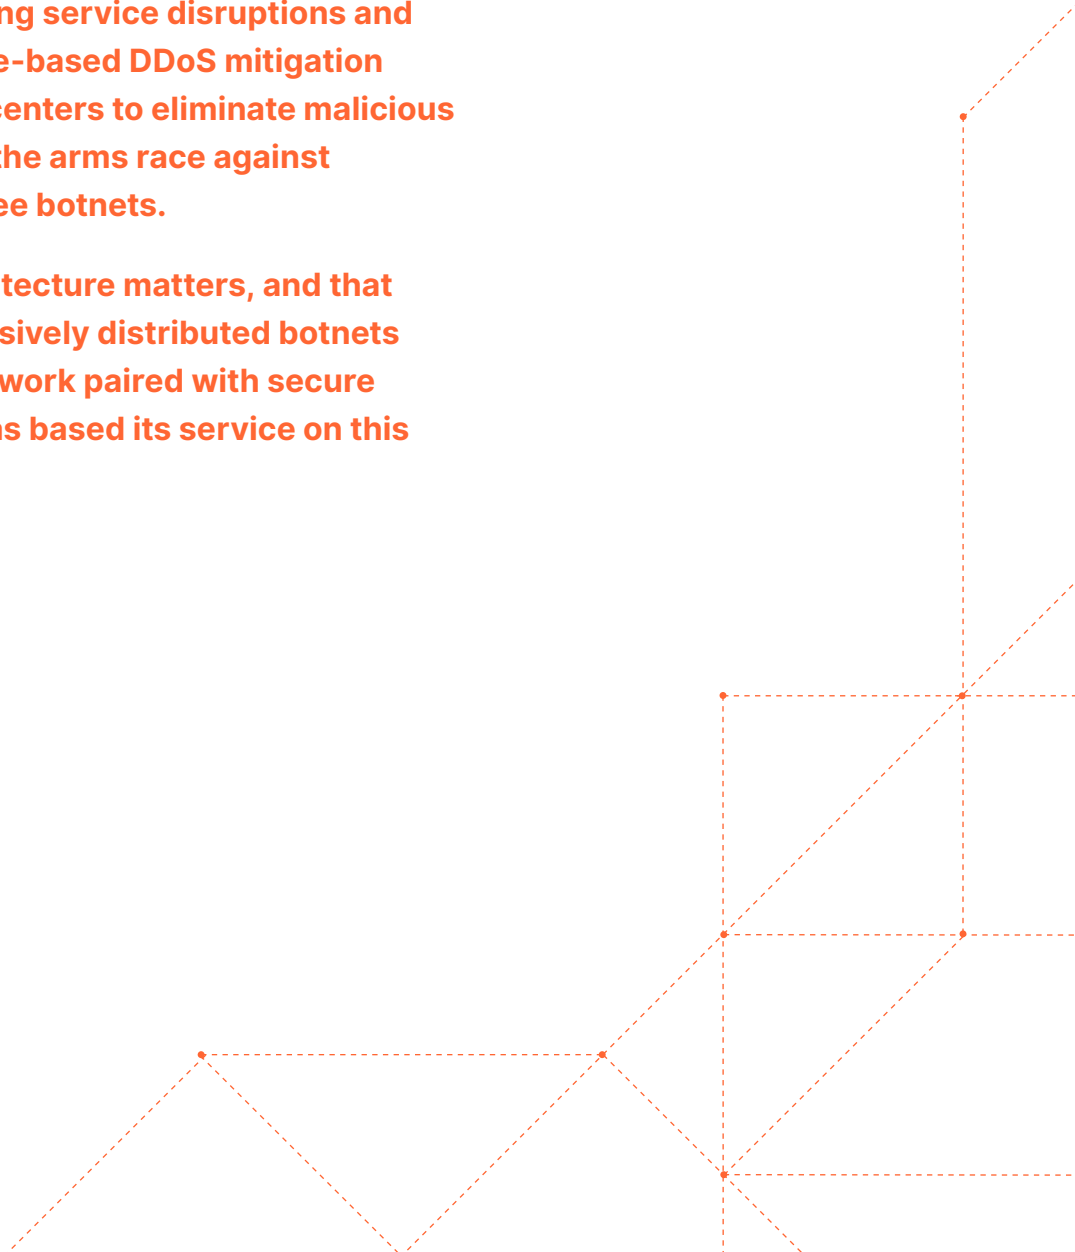 ng service disruptions and
e-based DDoS mitigation
centers to eliminate malicious
the arms race against
ee botnets.
tecture matters, and that
sively distributed botnets
work paired with secure
as based its service on this